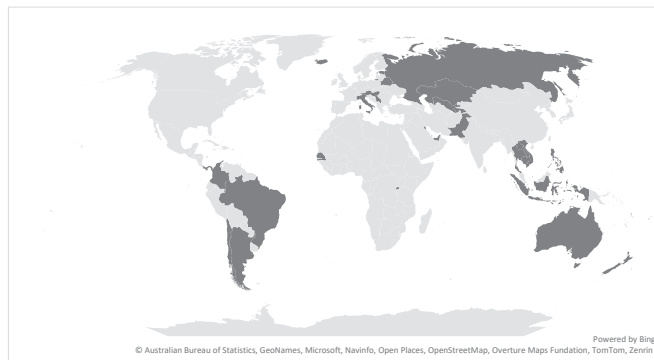 Powered by Bing
© Australian Bureau of Statistics, GeoNames, Microsoft, Navinfo, Open Places, OpenStreetMap, Overture Maps Fundation, TomTom, Zenrin